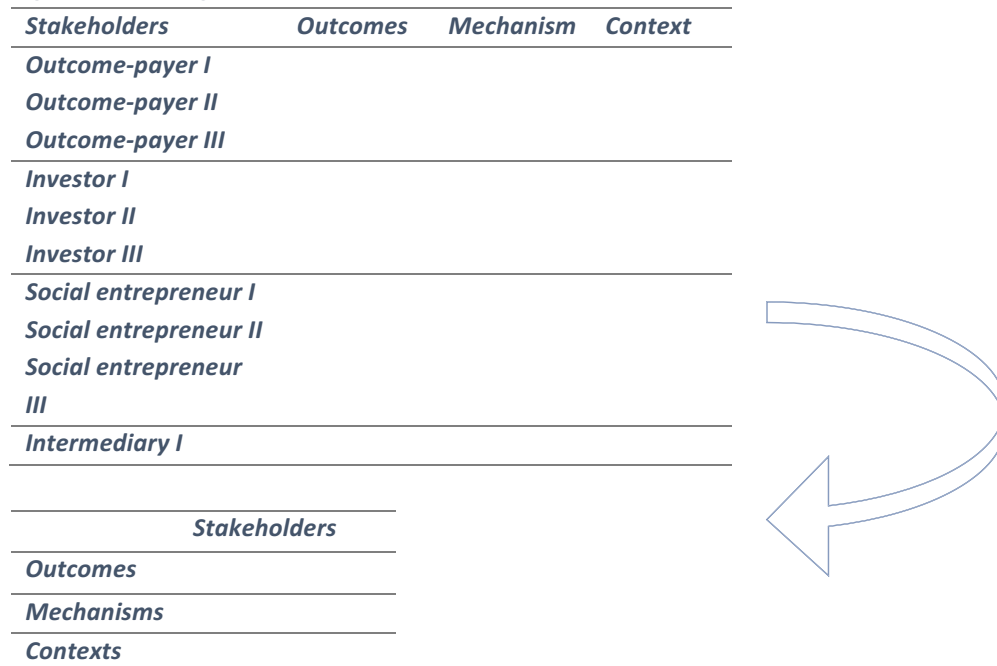 Stakeholders Outcomes Mechanism Context
Outcome-payer I
Outcome-payer II
Outcome-payer III
Investor I
Investor II
Investor III
Social entrepreneur I
Social entrepreneur II
Social entrepreneur
III
Intermediary I
Stakeholders
Outcomes
Mechanisms
Contexts